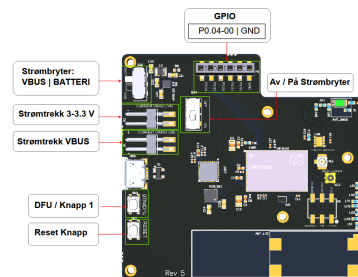 GPIO
P0.04-00 | GND
Strømbryter:
VBUS | BATTERI
Av / På Strømbryter
Strømtrekk 3-3.3 V
Strømtrekk VBUS
DFU / Knapp 1
Reset Knapp
RESET
Rev 5